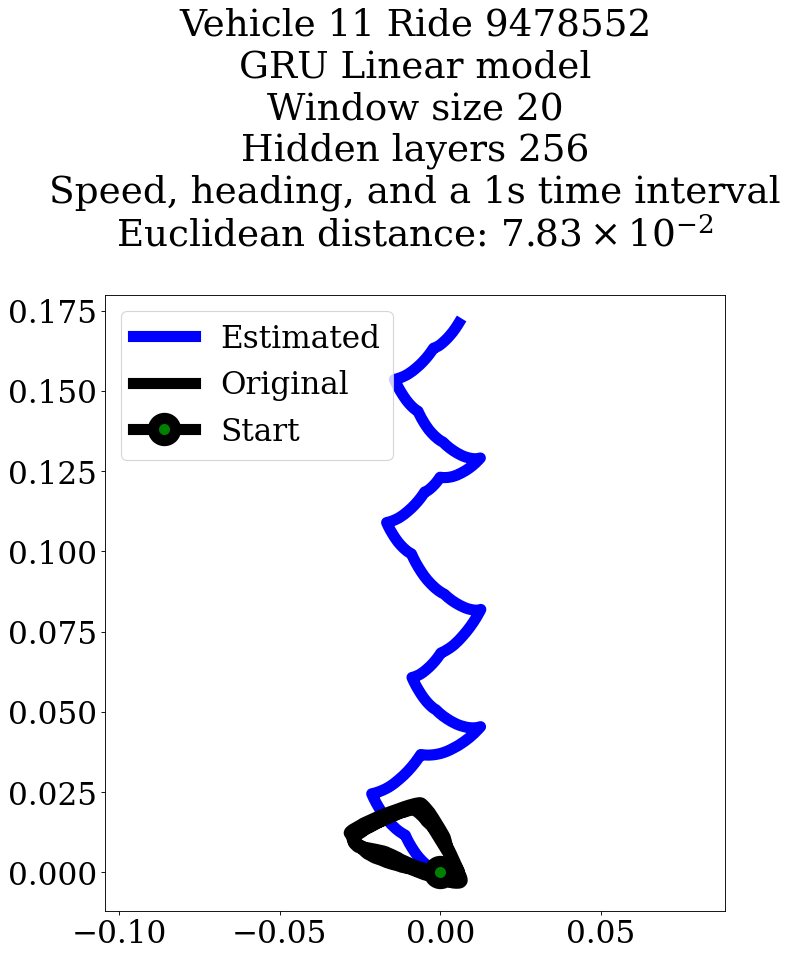 Vehicle 11 Ride 9478552
GRU Linear model
Window size 20
Hidden layers 256
Speed, heading, and a 1s time interval
Euclidean distance: 7.83 × 10⁻²
0.175
Estimated
0.150
Original
Start
0.125
0.100
0.075
0.050
0.025
0.000
−0.10
−0.05
0.00
0.05